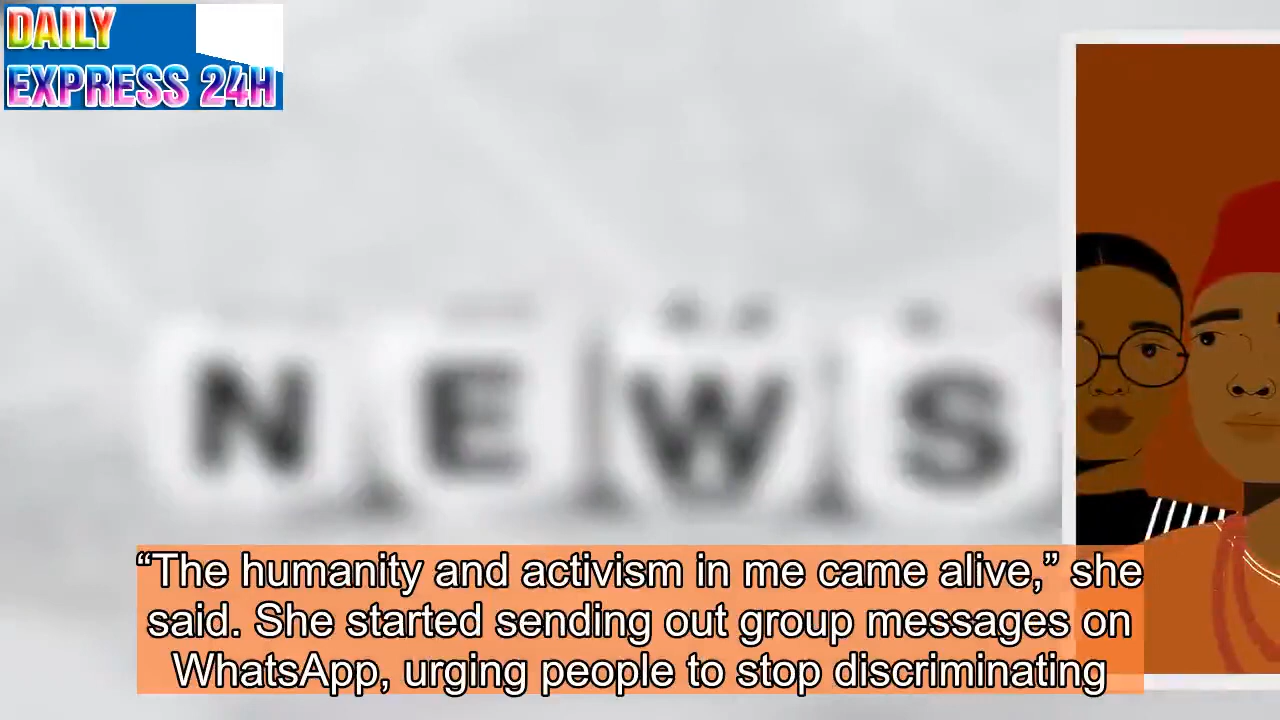 DAILY
EXPRESS 24H
NEWS
“The humanity and activism in me came alive,” she
said. She started sending out group messages on
WhatsApp, urging people to stop discriminating